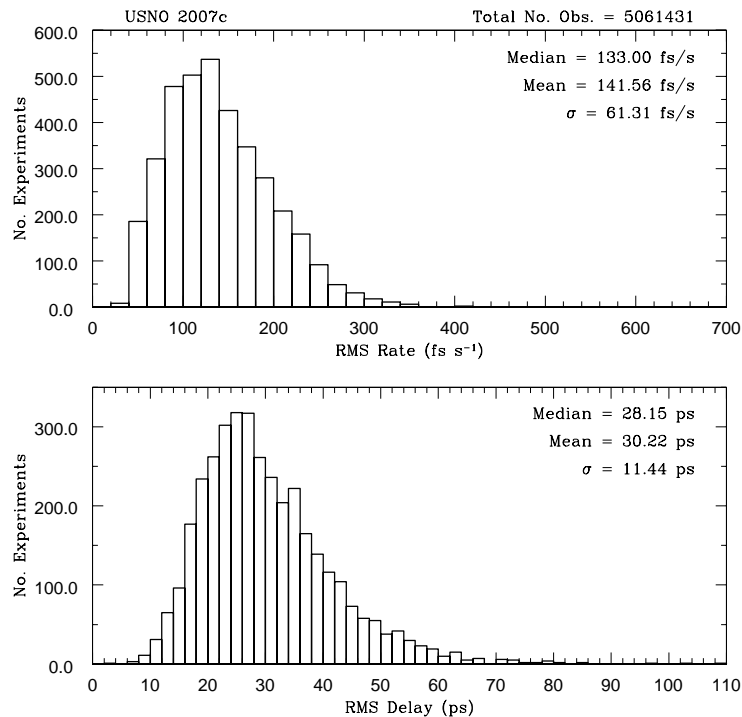 USNO 2007c Total No. Obs. = 5061431
600.0
Median = 133.00 fs/s
500.0
Mean = 141.56 fs/s
σ = 61.31 fs/s
400.0
No. Experiments
300.0
200.0
100.0
0.0
0 100 200 300 400 500 600 700
RMS Rate (fs s⁻¹)
Median = 28.15 ps
300.0
Mean = 30.22 ps
σ = 11.44 ps
No. Experiments
200.0
100.0
0.0
0 10 20 30 40 50 60 70 80 90 100 110
RMS Delay (ps)